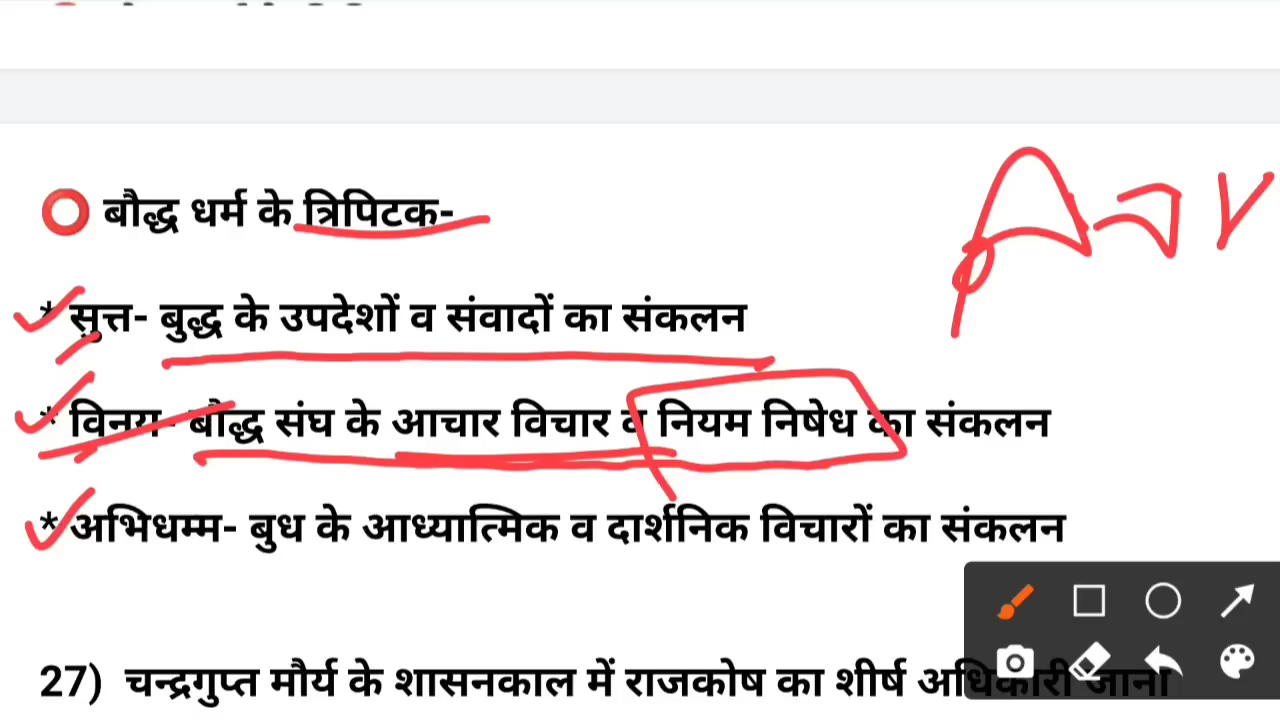 बौद्ध धर्म के त्रिपिटक-
* सुत्त- बुद्ध के उपदेशों व संवादों का संकलन
* विनय- बौद्ध संघ के आचार विचार व नियम निषेध का संकलन
* अभिधम्म- बुध के आध्यात्मिक व दार्शनिक विचारों का संकलन
27) चन्द्रगुप्त मौर्य के शासनकाल में राजकोष का शीर्ष अधिकारी जाना